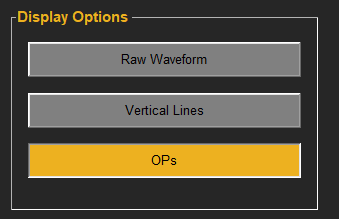 Display Options
Raw Waveform
Vertical Lines
OPs